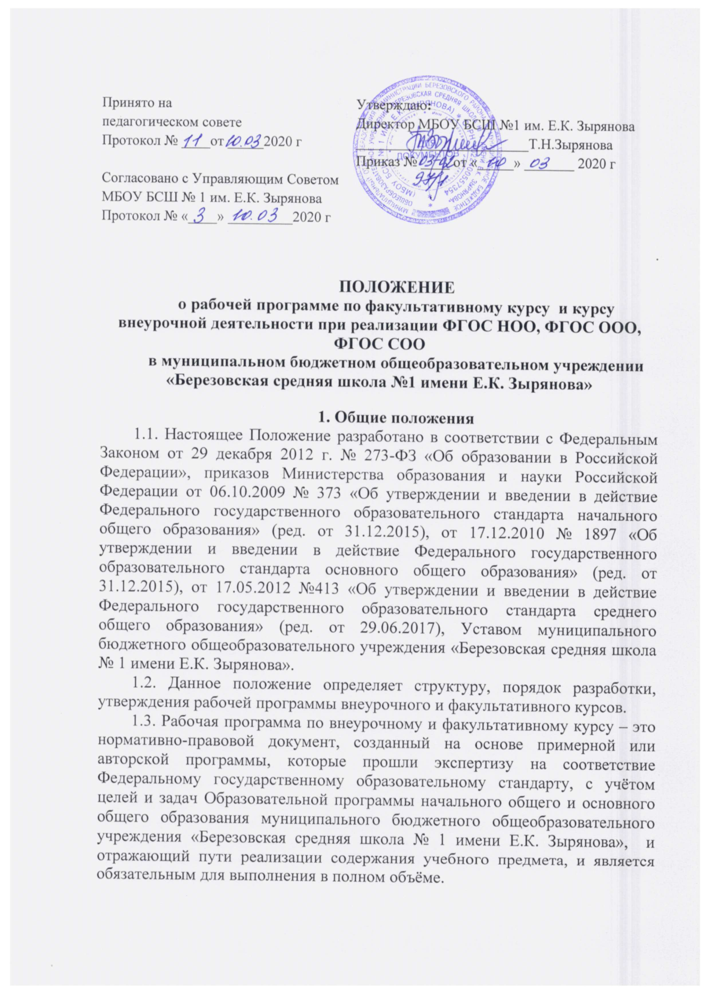 Принято на
педагогическом совете
Протокол № 11 от 10.03 2020 г
Согласовано с Управляющим Советом
МБОУ БСШ № 1 им. Е.К. Зырянова
Протокол № «3» 10.03 2020 г
Утверждаю:
Директор МБОУ БСШ №1 им. Е.К. Зырянова
Т.Н.Зырянова
Приказ № 03-02 от «10» 03 2020 г
97/1
ДОКУМЕНТОВ
ПОЛОЖЕНИЕ
о рабочей программе по факультативному курсу и курсу
внеурочной деятельности при реализации ФГОС НОО, ФГОС ООО,
ФГОС СОО
в муниципальном бюджетном общеобразовательном учреждении
«Березовская средняя школа №1 имени Е.К. Зырянова»
1. Общие положения
1.1. Настоящее Положение разработано в соответствии с Федеральным
Законом от 29 декабря 2012 г. № 273-ФЗ «Об образовании в Российской
Федерации», приказов Министерства образования и науки Российской
Федерации от 06.10.2009 № 373 «Об утверждении и введении в действие
Федерального государственного образовательного стандарта начального
общего образования» (ред. от 31.12.2015), от 17.12.2010 № 1897 «Об
утверждении и введении в действие Федерального государственного
образовательного стандарта основного общего образования» (ред. от
31.12.2015), от 17.05.2012 №413 «Об утверждении и введении в действие
Федерального государственного образовательного стандарта среднего
общего образования» (ред. от 29.06.2017), Уставом муниципального
бюджетного общеобразовательного учреждения «Березовская средняя школа
№ 1 имени Е.К. Зырянова».
1.2. Данное положение определяет структуру, порядок разработки,
утверждения рабочей программы внеурочного и факультативного курсов.
1.3. Рабочая программа по внеурочному и факультативному курсу – это
нормативно-правовой документ, созданный на основе примерной или
авторской программы, которые прошли экспертизу на соответствие
Федеральному государственному образовательному стандарту, с учётом
целей и задач Образовательной программы начального общего и основного
общего образования муниципального бюджетного общеобразовательного
учреждения «Березовская средняя школа № 1 имени Е.К. Зырянова», и
отражающий пути реализации содержания учебного предмета, и является
обязательным для выполнения в полном объёме.